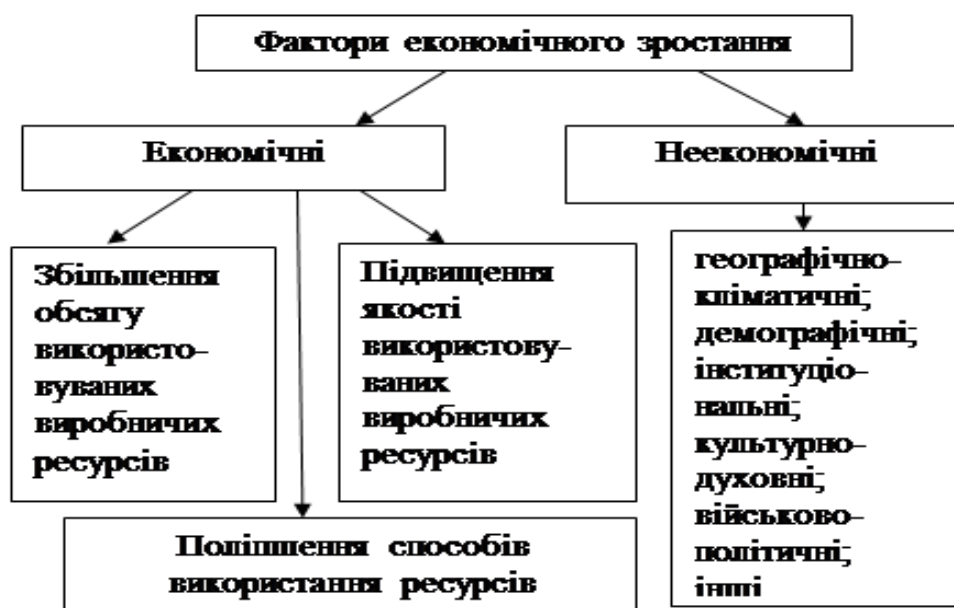 Фактори економічного зростання
Економічні
Неекономічні
Збільшення
обсягу
використо-
вуваних
виробничих
ресурсів
Підвищення
якості
використову-
ваних
виробничих
ресурсів
географічно-
кліматичні;
демографічні;
інституціо-
нальні;
культурно-
духовні;
військово-
політичні;
інші
Поліпшення способів
використання ресурсів